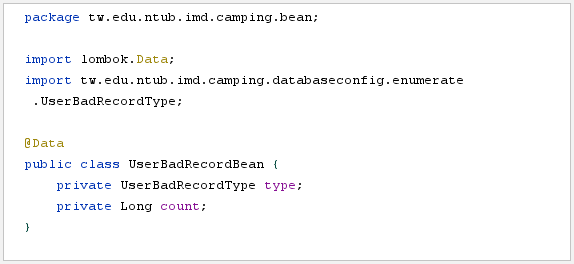 package tw.edu.ntub.imd.camping.bean;
import lombok.Data;
import tw.edu.ntub.imd.camping.databaseconfig.enumerate
.UserBadRecordType;
@Data
public class UserBadRecordBean {
private UserBadRecordType type;
private Long count;
}